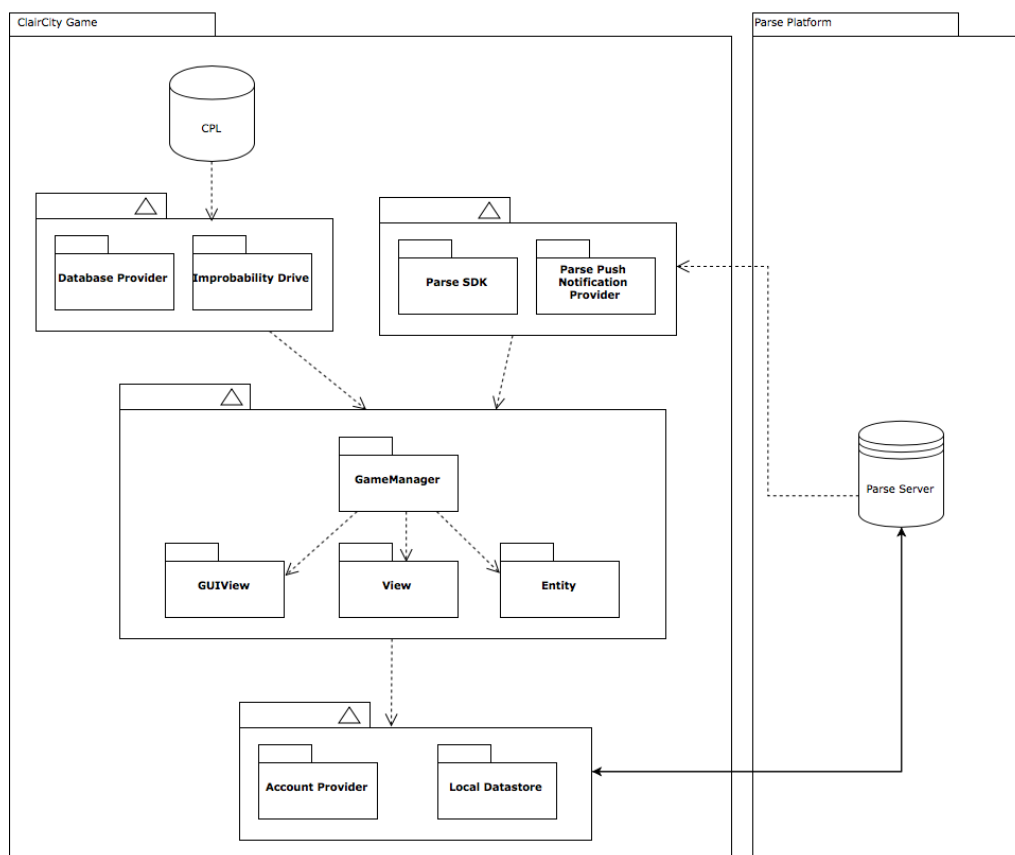 ClairCIty Game
Parse Platform
CPL
Database Provider
Improbability Drive
Parse SDK
Parse Push
Notification
Provider
GameManager
Parse Server
GUIView
View
Entity
Account Provider
Local Datastore